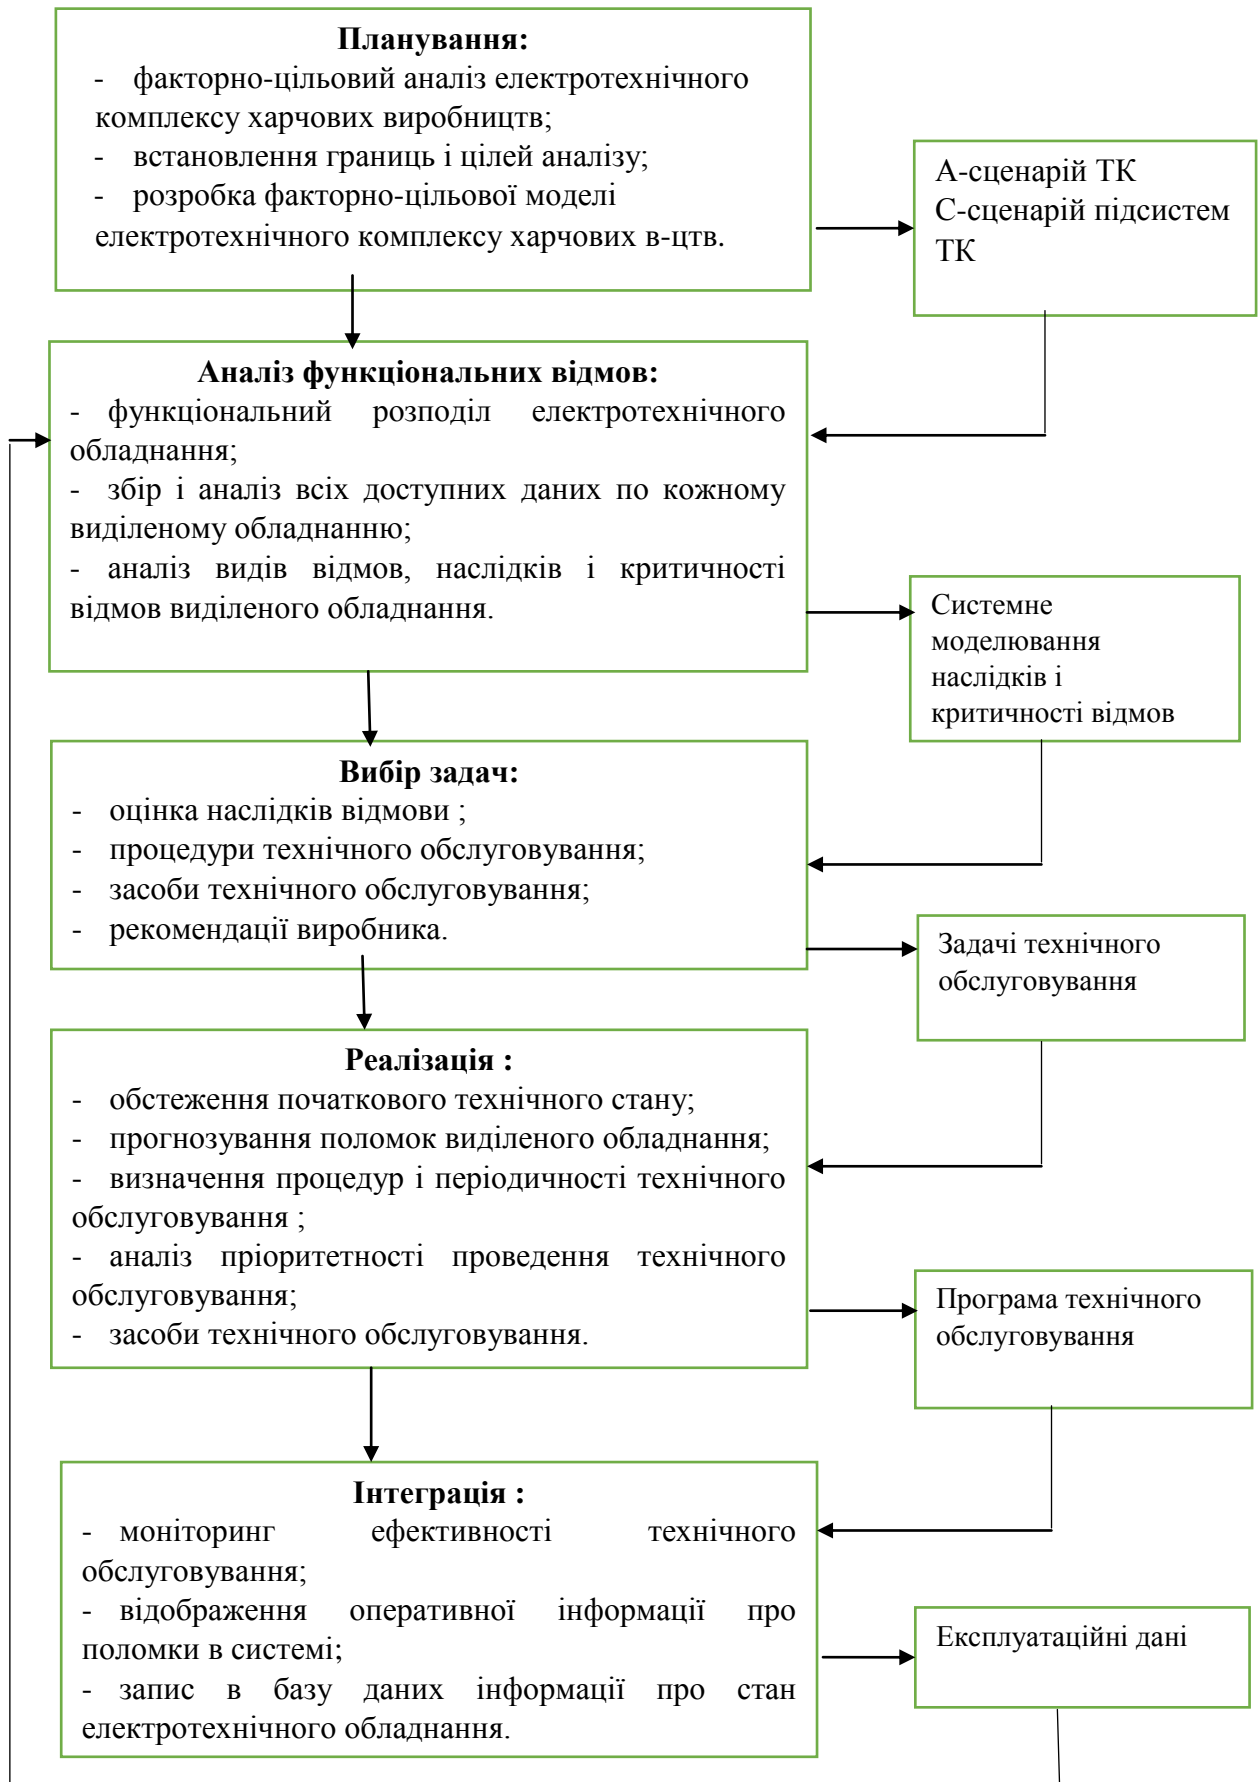 Планування:
- факторно-цільовий аналіз електротехнічного
комплексу харчових виробництв;
- встановлення границь і цілей аналізу;
- розробка факторно-цільової моделі
електротехнічного комплексу харчових в-цтв.
А-сценарій ТК
С-сценарій підсистем
ТК
Аналіз функціональних відмов:
- функціональний розподіл електротехнічного
обладнання;
- збір і аналіз всіх доступних даних по кожному
виділеному обладнанню;
- аналіз видів відмов, наслідків і критичності
відмов виділеного обладнання.
Системне
моделювання
наслідків і
критичності відмов
Вибір задач:
- оцінка наслідків відмови ;
- процедури технічного обслуговування;
- засоби технічного обслуговування;
- рекомендації виробника.
Задачі технічного
обслуговування
Реалізація :
- обстеження початкового технічного стану;
- прогнозування поломок виділеного обладнання;
- визначення процедур і періодичності технічного
обслуговування ;
- аналіз пріоритетності проведення технічного
обслуговування;
- засоби технічного обслуговування.
Програма технічного
обслуговування
Інтеграція :
- моніторинг ефективності технічного
обслуговування;
- відображення оперативної інформації про
поломки в системі;
- запис в базу даних інформації про стан
електротехнічного обладнання.
Експлуатаційні дані